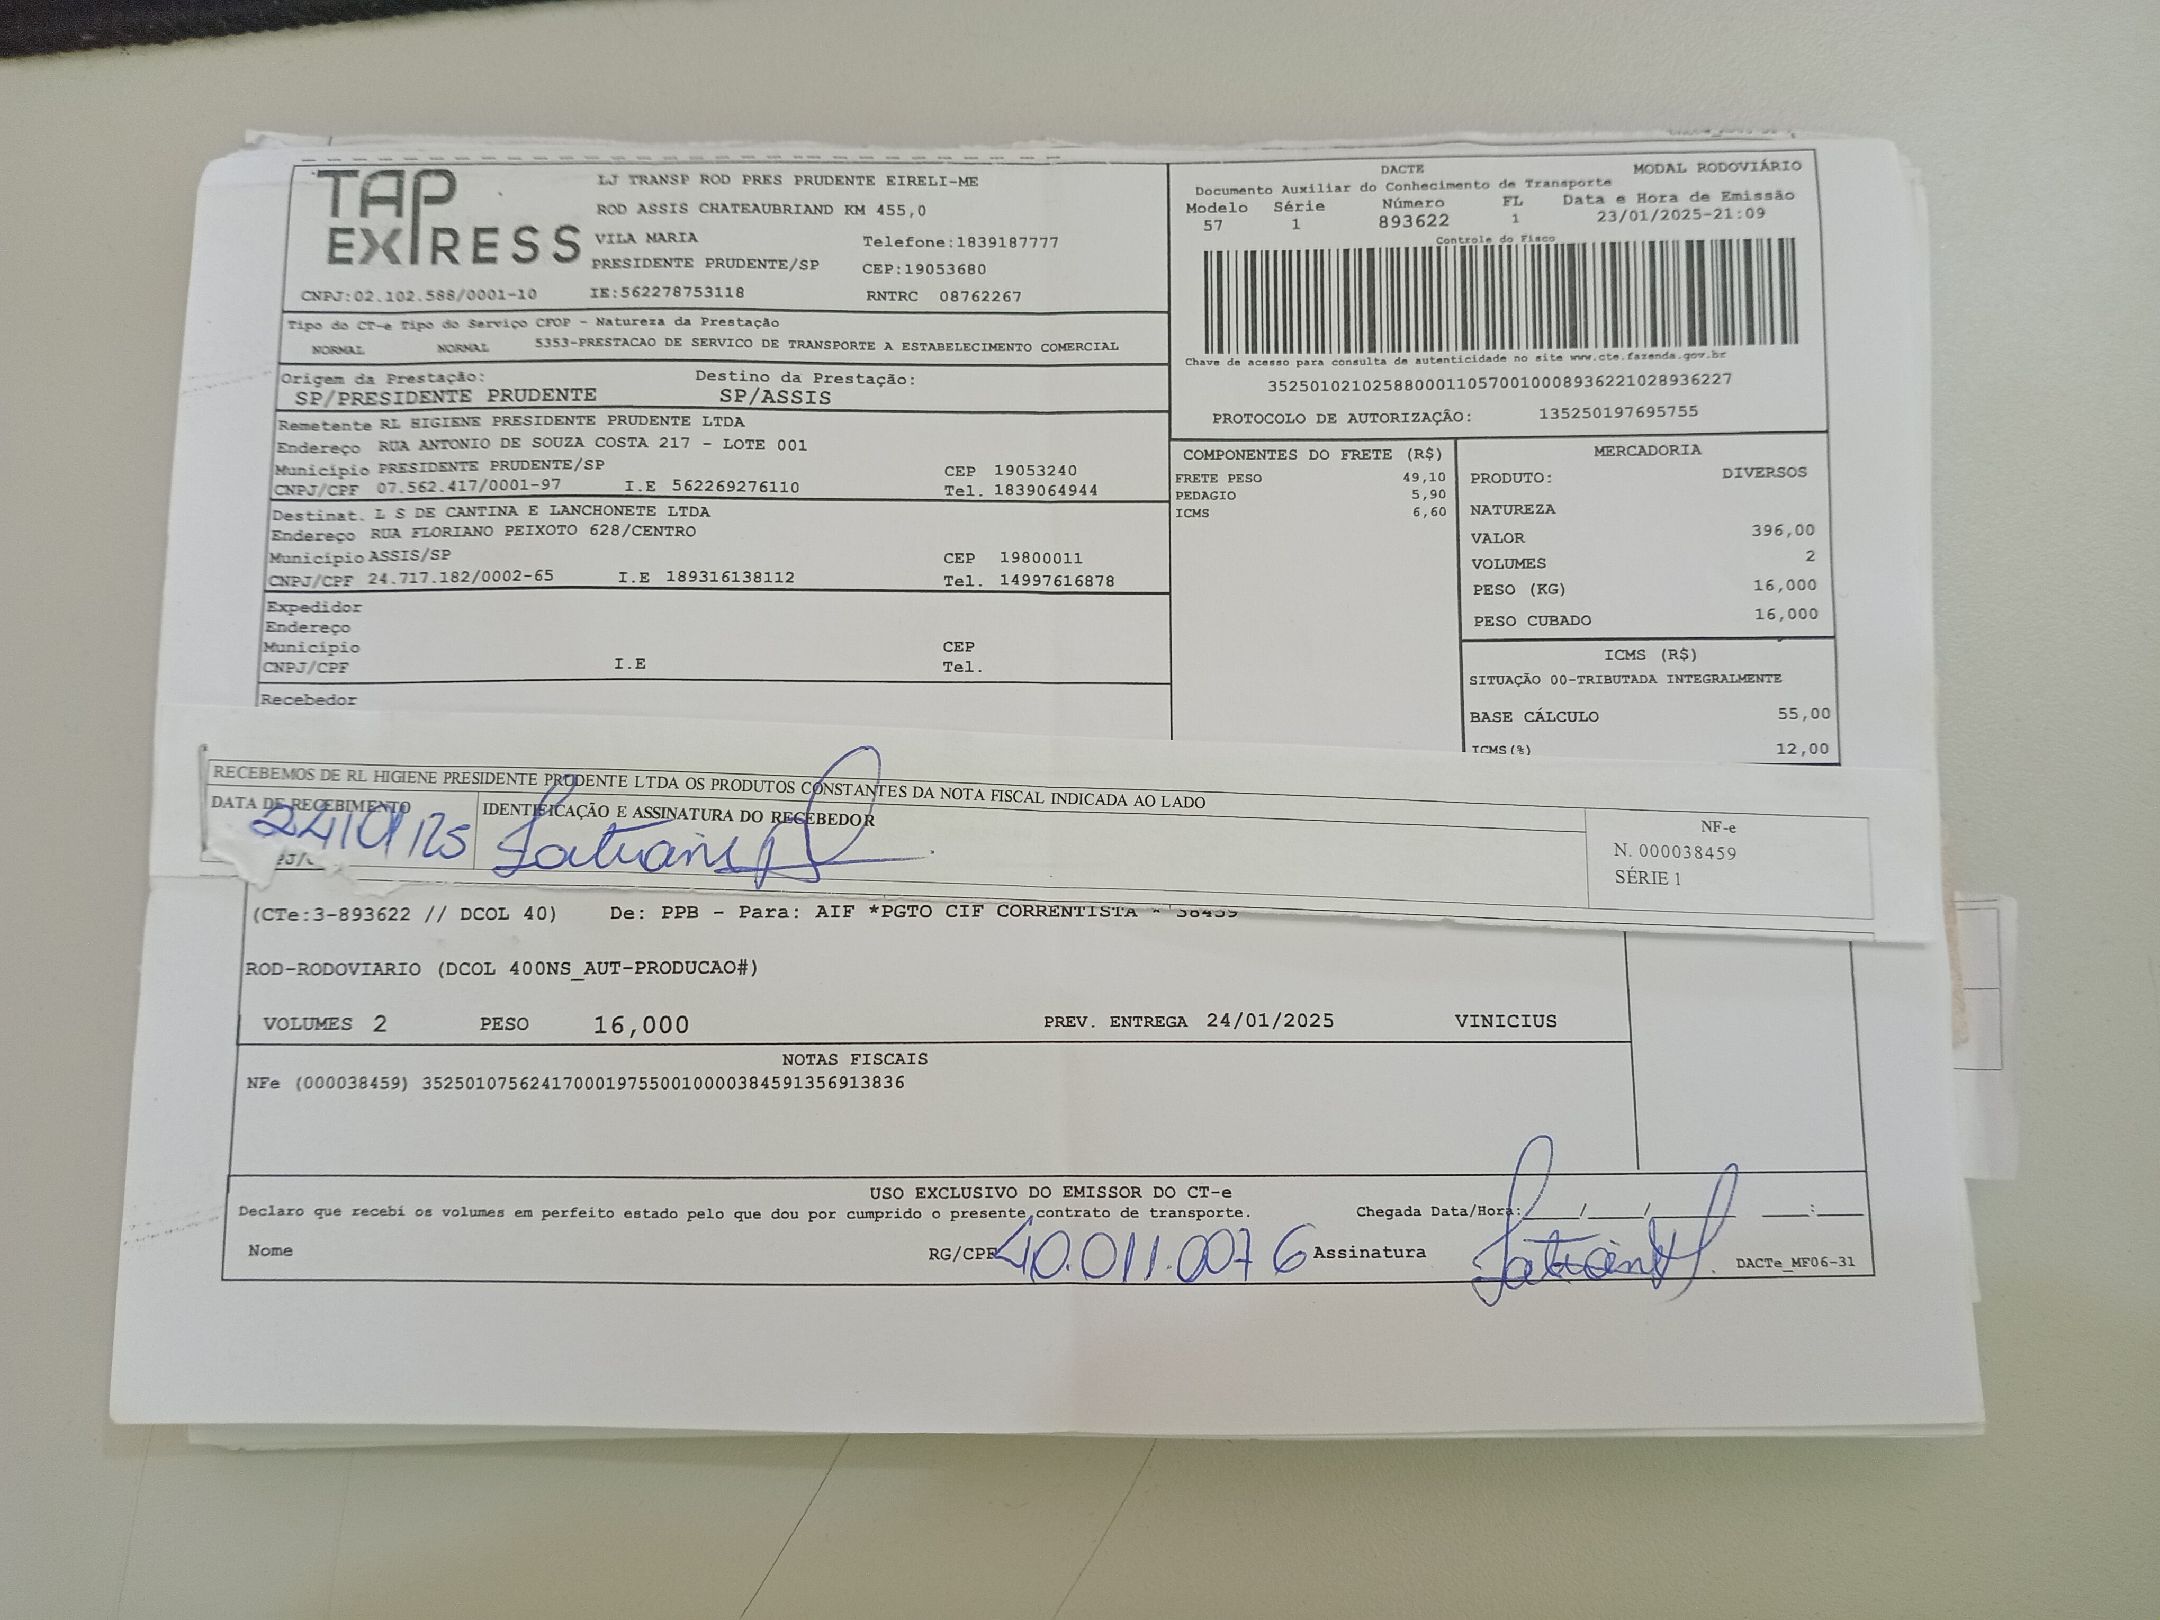 TAP EXPRESS
LJ TRANSP ROD PRES PRUDENTE EIRELI-ME
ROD ASSIS CHATEAUBRIAND KM 455,0
VILA MARIA Telefone:1839187777
PRESIDENTE PRUDENTE/SP CEP:19053680
CNPJ:02.102.588/0001-10 IE:562278753118 RNTRC 08762267
Tipo do CT-e Tipo do Serviço CFOP - Natureza da Prestação
NORMAL NORMAL 5353-PRESTACAO DE SERVICO DE TRANSPORTE A ESTABELECIMENTO COMERCIAL
Origem da Prestação: Destino da Prestação:
SP/PRESIDENTE PRUDENTE SP/ASSIS
Remetente RL HIGIENE PRESIDENTE PRUDENTE LTDA
Endereço RUA ANTONIO DE SOUZA COSTA 217 - LOTE 001
Município PRESIDENTE PRUDENTE/SP CEP 19053240
CNPJ/CPF 07.562.417/0001-97 I.E 562269276110 Tel. 1839064944
Destinat. L S DE CANTINA E LANCHONETE LTDA
Endereço RUA FLORIANO PEIXOTO 628/CENTRO
Município ASSIS/SP CEP 19800011
CNPJ/CPF 24.717.182/0002-65 I.E 189316138112 Tel. 14997616878
Expedidor
Endereço
Município CEP
CNPJ/CPF I.E Tel.
Recebedor
DACTE MODAL RODOVIÁRIO
Documento Auxiliar do Conhecimento de Transporte
Modelo Série Número FL Data e Hora de Emissão
57 1 893622 1 23/01/2025-21:09
Controle do Fisco
Chave de acesso para consulta de autenticidade no site www.cte.fazenda.gov.br
35250102102588000110570010008936221028936227
PROTOCOLO DE AUTORIZAÇÃO: 135250197695755
COMPONENTES DO FRETE (R$)
FRETE PESO 49,10
PEDAGIO 5,90
ICMS 6,60
MERCADORIA
PRODUTO: DIVERSOS
NATUREZA
VALOR 396,00
VOLUMES 2
PESO (KG) 16,000
PESO CUBADO 16,000
ICMS (R$)
SITUAÇÃO 00-TRIBUTADA INTEGRALMENTE
BASE CÁLCULO 55,00
ICMS(%) 12,00
RECEBEMOS DE RL HIGIENE PRESIDENTE PRUDENTE LTDA OS PRODUTOS CONSTANTES DA NOTA FISCAL INDICADA AO LADO
DATA DE RECEBIMENTO IDENTIFICAÇÃO E ASSINATURA DO RECEBEDOR
24/01/25
NF-e
N. 000038459
SÉRIE 1
(CTe:3-893622 // DCOL 40) De: PPB - Para: AIF *PGTO CIF CORRENTISTA * 38459
ROD-RODOVIARIO (DCOL 400NS_AUT-PRODUCAO#)
VOLUMES 2 PESO 16,000 PREV. ENTREGA 24/01/2025 VINICIUS
NOTAS FISCAIS
NFe (000038459) 35250107562417000197550010000384591356913836
USO EXCLUSIVO DO EMISSOR DO CT-e
Declaro que recebi os volumes em perfeito estado pelo que dou por cumprido o presente contrato de transporte. Chegada Data/Hora: ____/____/______ ____:____
Nome RG/CPF 40.011.007 6 Assinatura DACTe_MF06-31